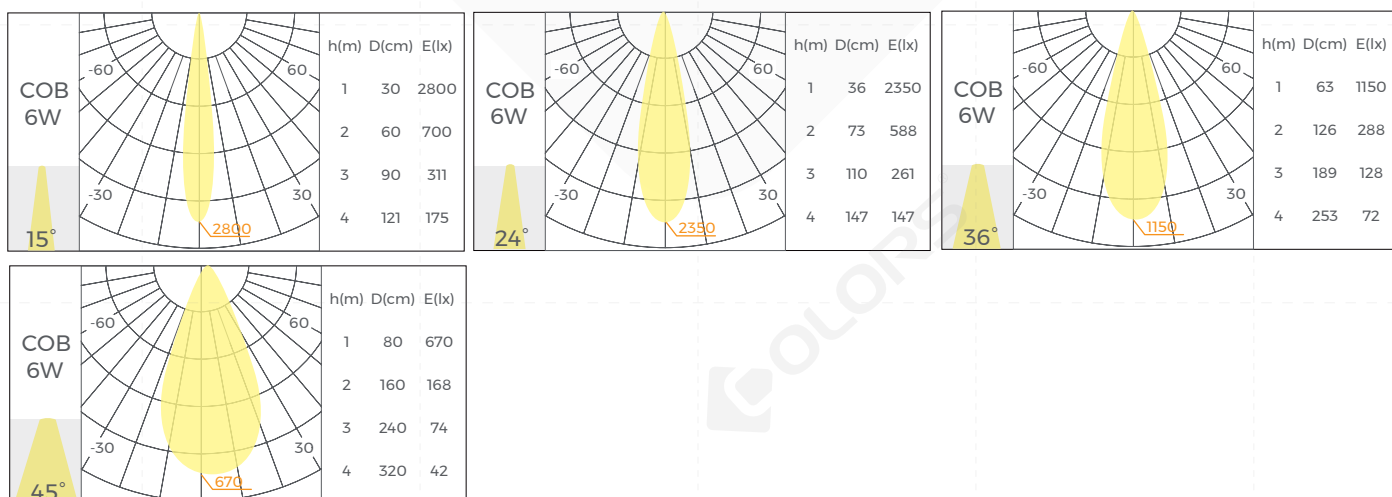 COB
6W
15°
-60
60
-30
30
2800
h(m) D(cm) E(lx)
1 30 2800
2 60 700
3 90 311
4 121 175
COB
6W
24°
-60
60
-30
30
2350
h(m) D(cm) E(lx)
1 36 2350
2 73 588
3 110 261
4 147 147
COB
6W
36°
-60
60
-30
30
1150
h(m) D(cm) E(lx)
1 63 1150
2 126 288
3 189 128
4 253 72
COB
6W
45°
-60
60
-30
30
670
h(m) D(cm) E(lx)
1 80 670
2 160 168
3 240 74
4 320 42
COLORS